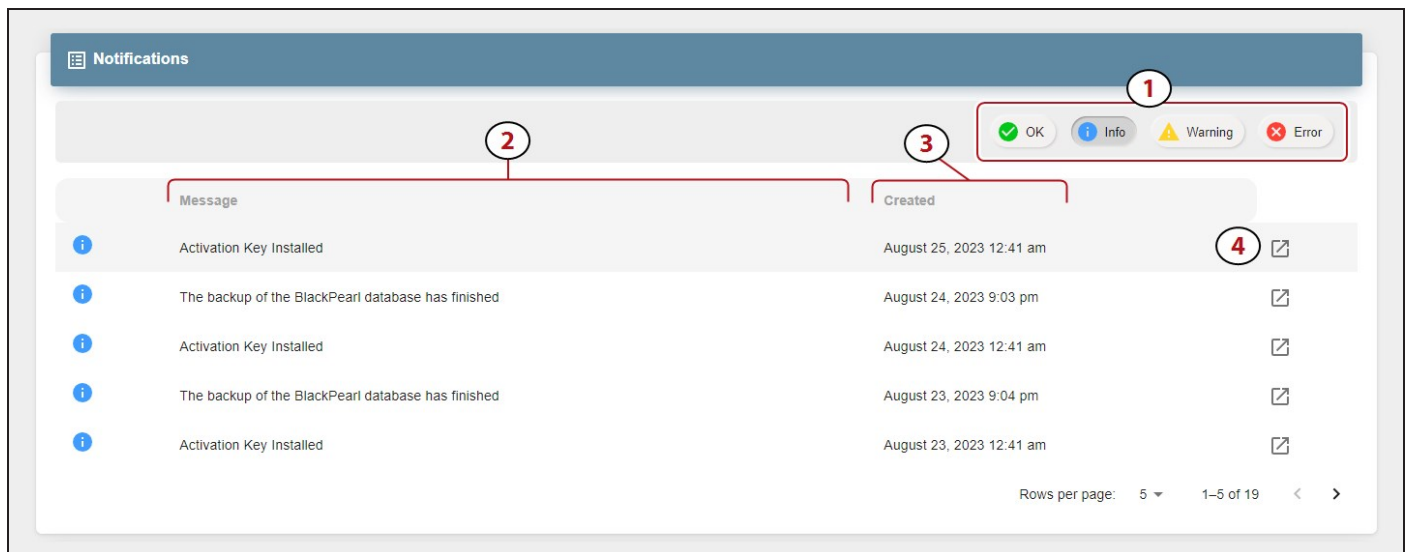 Notifications
1
OK Info Warning Error
2 3
Message Created
Activation Key Installed August 25, 2023 12:41 am 4
The backup of the BlackPearl database has finished August 24, 2023 9:03 pm
Activation Key Installed August 24, 2023 12:41 am
The backup of the BlackPearl database has finished August 23, 2023 9:04 pm
Activation Key Installed August 23, 2023 12:41 am
Rows per page: 5 1–5 of 19